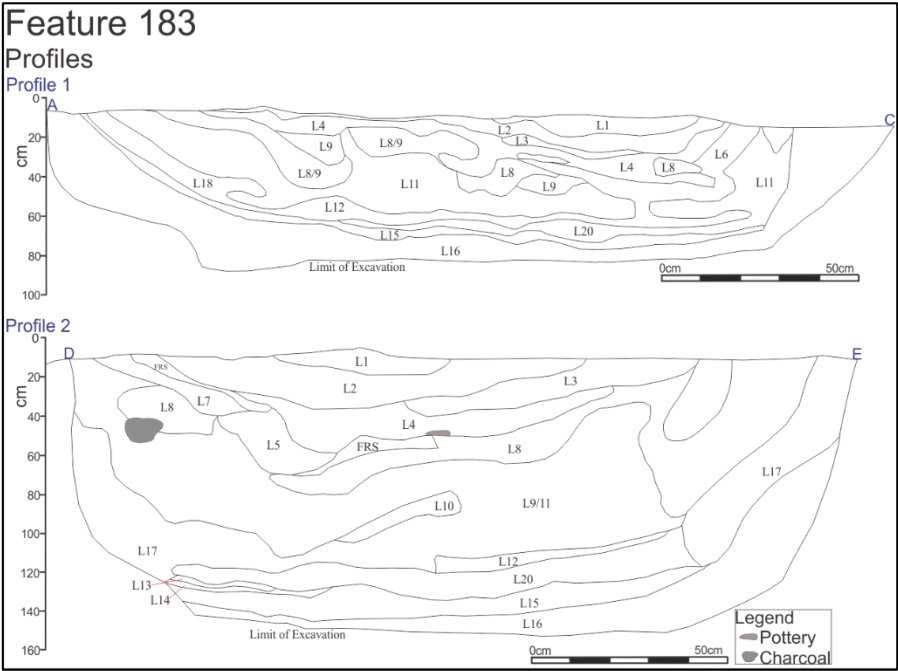 Feature 183
Profiles
Profile 1
0
20
40
60
80
100
cm
A
C
L4
L2
L1
L9
L8/9
L3
L6
L8/9
L8
L4
L8
L18
L11
L9
L11
L12
L15
L20
L16
Limit of Excavation
0cm 50cm
Profile 2
0
20
40
60
80
100
120
140
160
cm
D
E
FRS
L1
L2
L3
L8
L7
L4
L5
FRS
L8
L17
L10
L9/11
L17
L12
L13
L20
L14
L15
L16
Limit of Excavation
0cm 50cm
Legend
Pottery
Charcoal